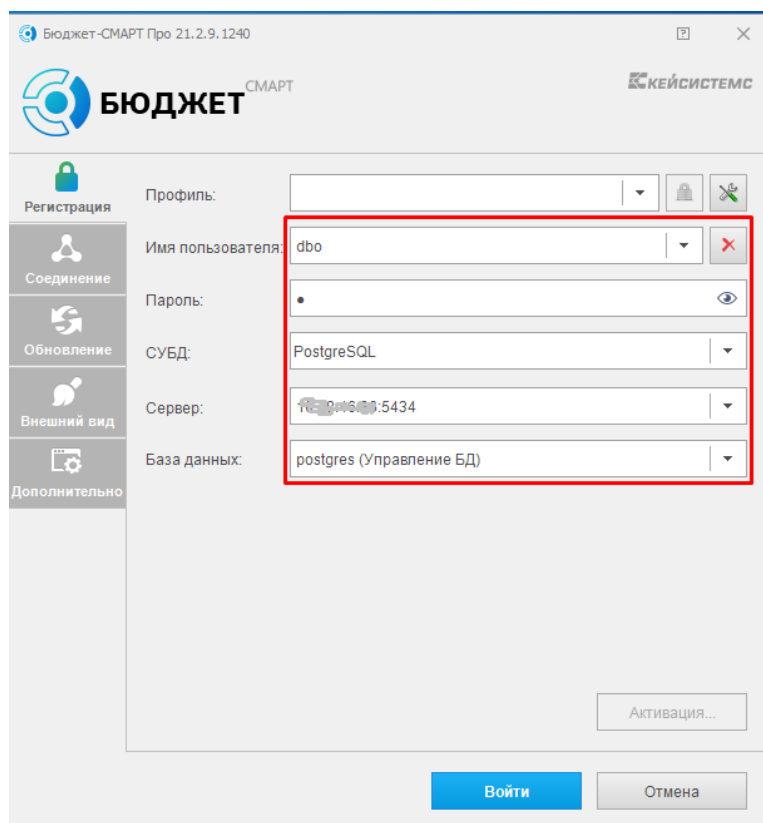 Бюджет-СМАРТ Про 21.2.9.1240
БЮДЖЕТ СМАРТ
КЕЙСИСТЕМС
Регистрация
Соединение
Обновление
Внешний вид
Дополнительно
Профиль:
Имя пользователя: dbo
Пароль: ●
СУБД: PostgreSQL
Сервер: :5434
База данных: postgres (Управление БД)
Активация...
Войти
Отмена